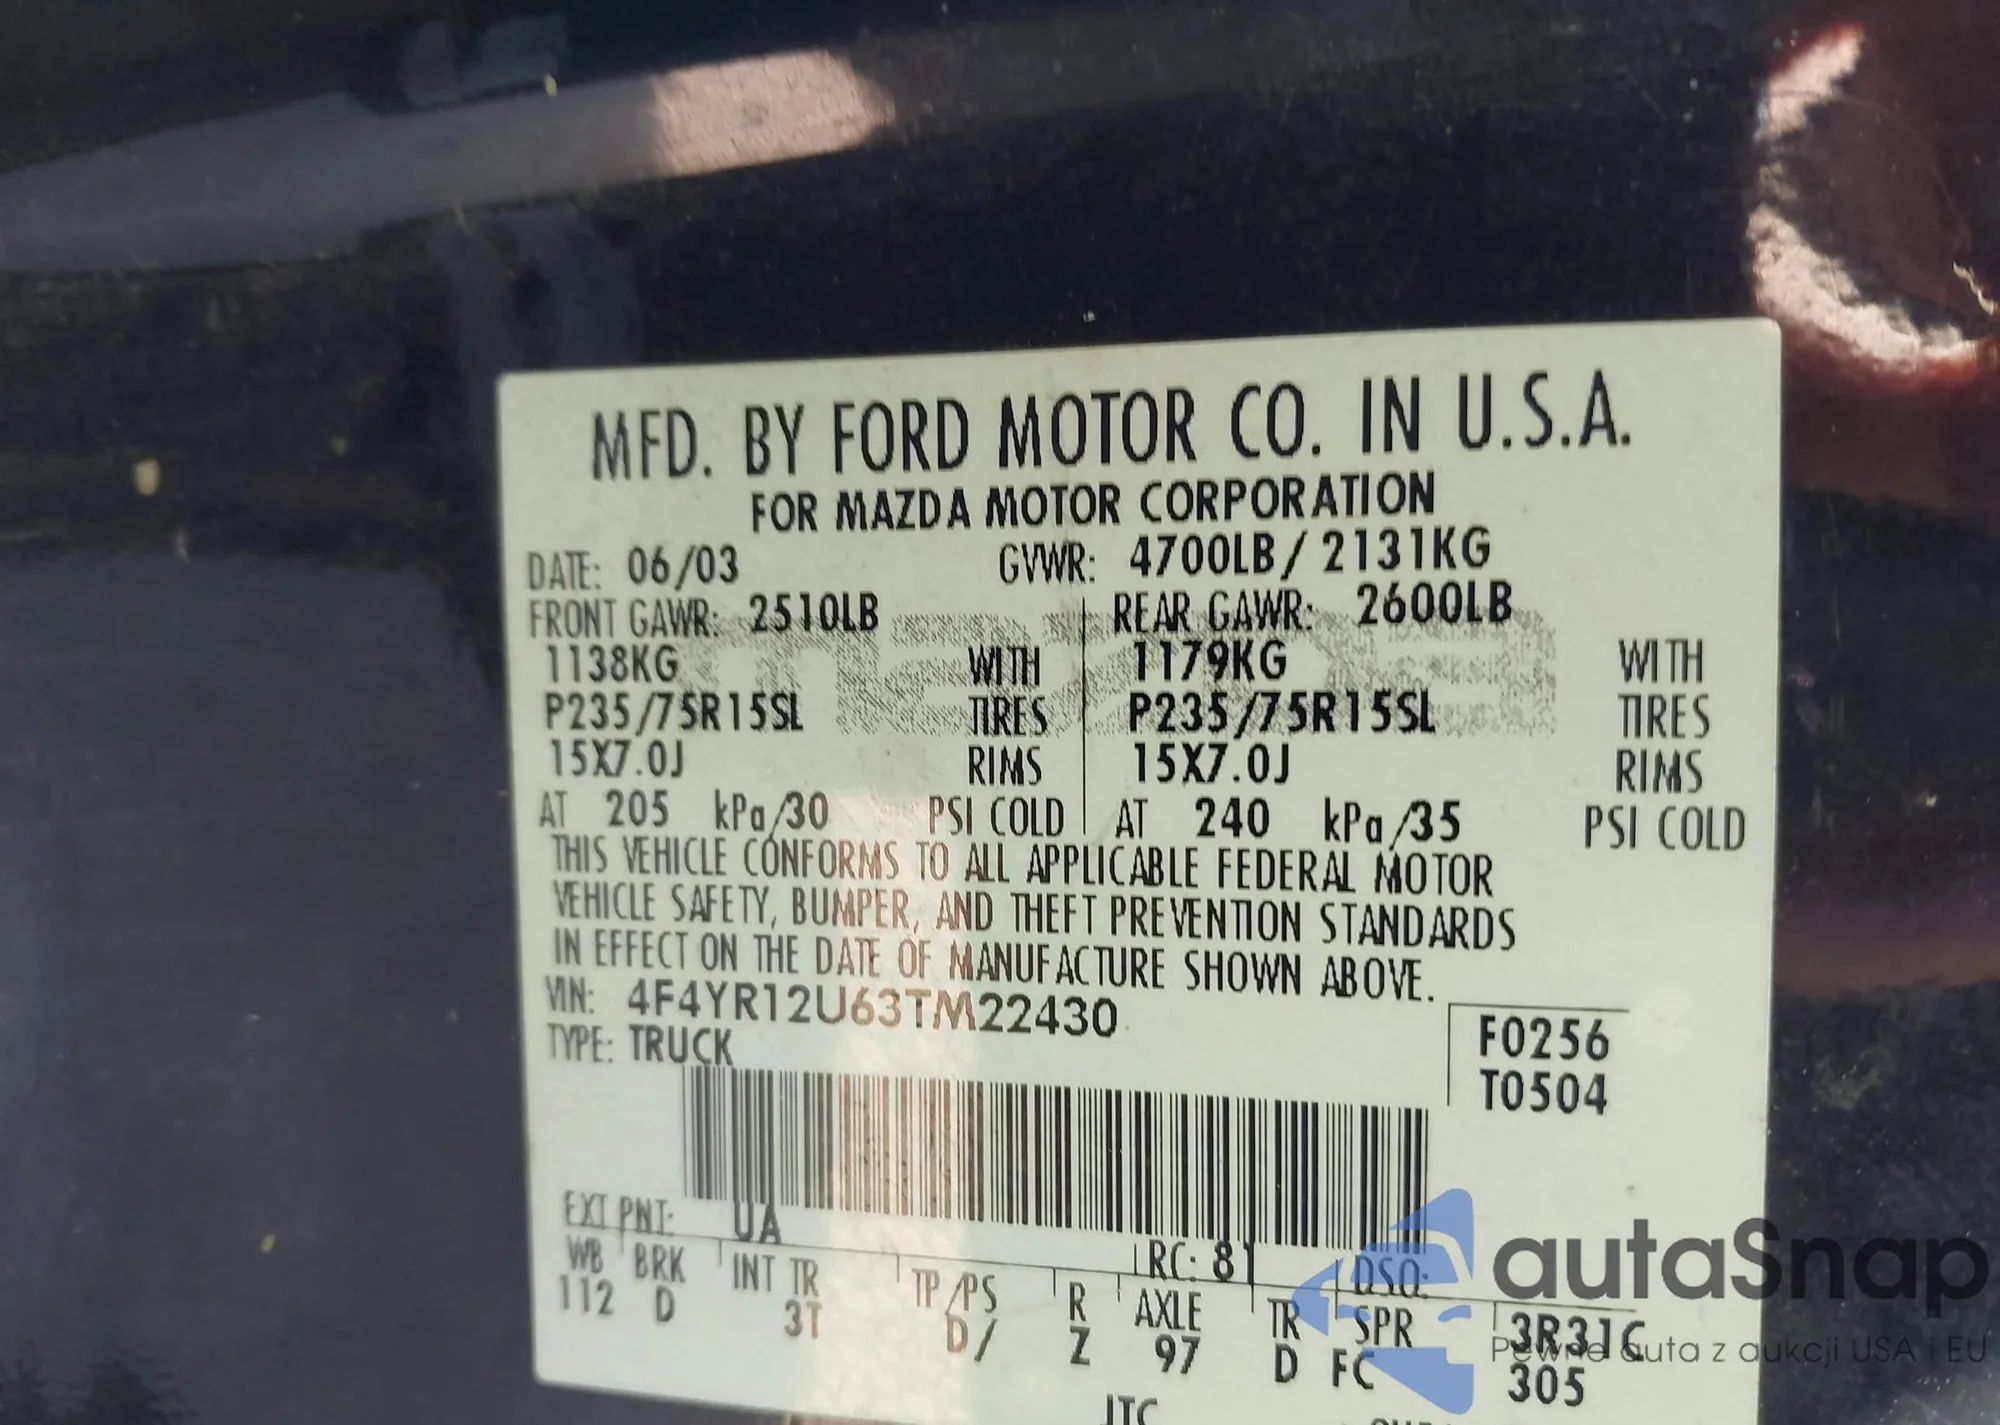 MFD. BY FORD MOTOR CO. IN U.S.A.
FOR MAZDA MOTOR CORPORATION
DATE: 06/03 GVWR: 4700LB / 2131KG
FRONT GAWR: 2510LB REAR GAWR: 2600LB
1138KG WITH 1179KG WITH
P235/75R15SL TIRES P235/75R15SL TIRES
15X7.0J RIMS 15X7.0J RIMS
AT 205 kPa/30 PSI COLD AT 240 kPa/35 PSI COLD
THIS VEHICLE CONFORMS TO ALL APPLICABLE FEDERAL MOTOR
VEHICLE SAFETY, BUMPER, AND THEFT PREVENTION STANDARDS
IN EFFECT ON THE DATE OF MANUFACTURE SHOWN ABOVE.
VIN: 4F4YR12U63TM22430
TYPE: TRUCK
F0256
T0504
EXT PNT: UA RC: 81 DSO:
WB BRK INT TR TP/PS R AXLE TR SPR 3R31C
112 D 3T D/ Z 97 D FC 305
autaSnap
Pewne auta z aukcji USA i EU